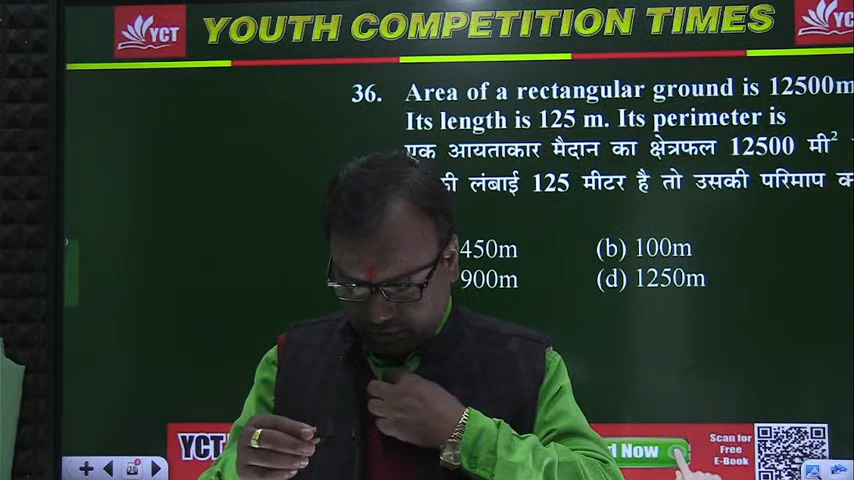 YCT
YOUTH COMPETITION TIMES
36. Area of a rectangular ground is 12500m
Its length is 125 m. Its perimeter is
एक आयताकार मैदान का क्षेत्रफल 12500 मी²
लंबाई 125 मीटर है तो उसकी परिमाप
450m
(b) 100m
900m
(d) 1250m
YCT
Now
Scan for
Free
E-Book